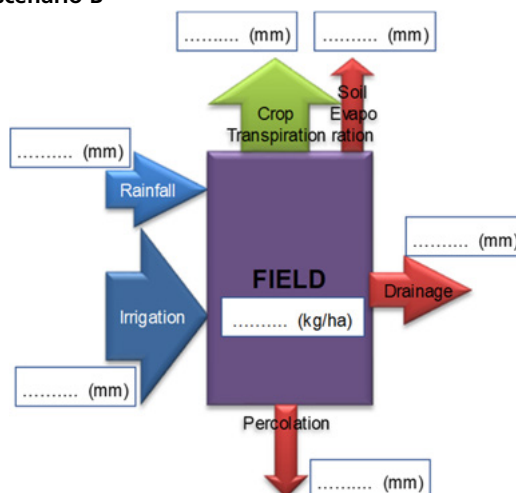 .......... (mm)
.......... (mm)
Crop
Transpiration
Soil
Evapo
ration
.......... (mm)
Rainfall
.......... (mm)
FIELD
Drainage
.......... (kg/ha)
Irrigation
.......... (mm)
Percolation
.......... (mm)